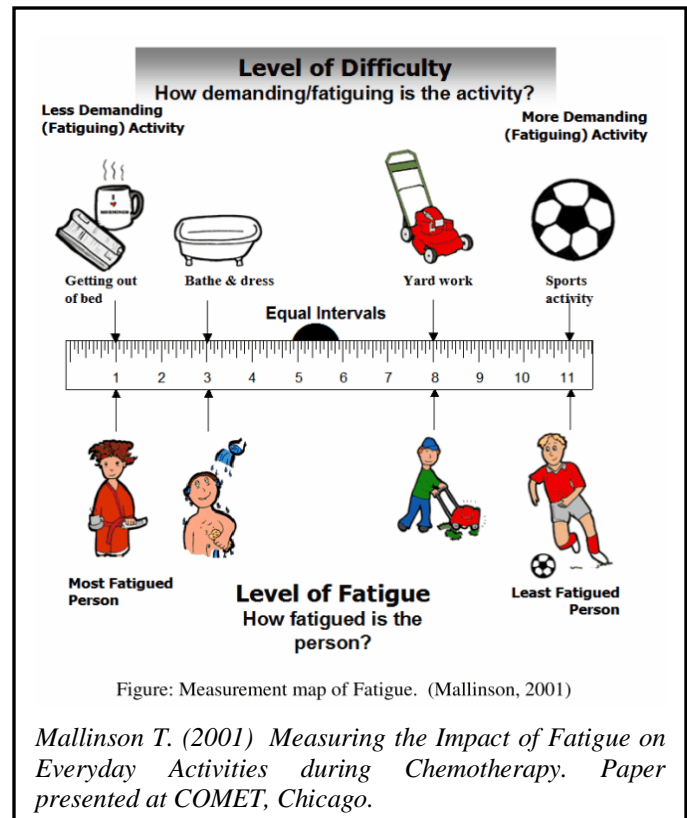 Level of Difficulty
How demanding/fatiguing is the activity?
Less Demanding
(Fatiguing) Activity
More Demanding
(Fatiguing) Activity
I
♥
MORNINGS
Getting out
of bed
Bathe & dress
Yard work
Sports
activity
Equal Intervals
1 2 3 4 5 6 7 8 9 10 11
Most Fatigued
Person
Level of Fatigue
How fatigued is the
person?
Least Fatigued
Person
Figure: Measurement map of Fatigue. (Mallinson, 2001)
Mallinson T. (2001) Measuring the Impact of Fatigue on
Everyday Activities during Chemotherapy. Paper
presented at COMET, Chicago.